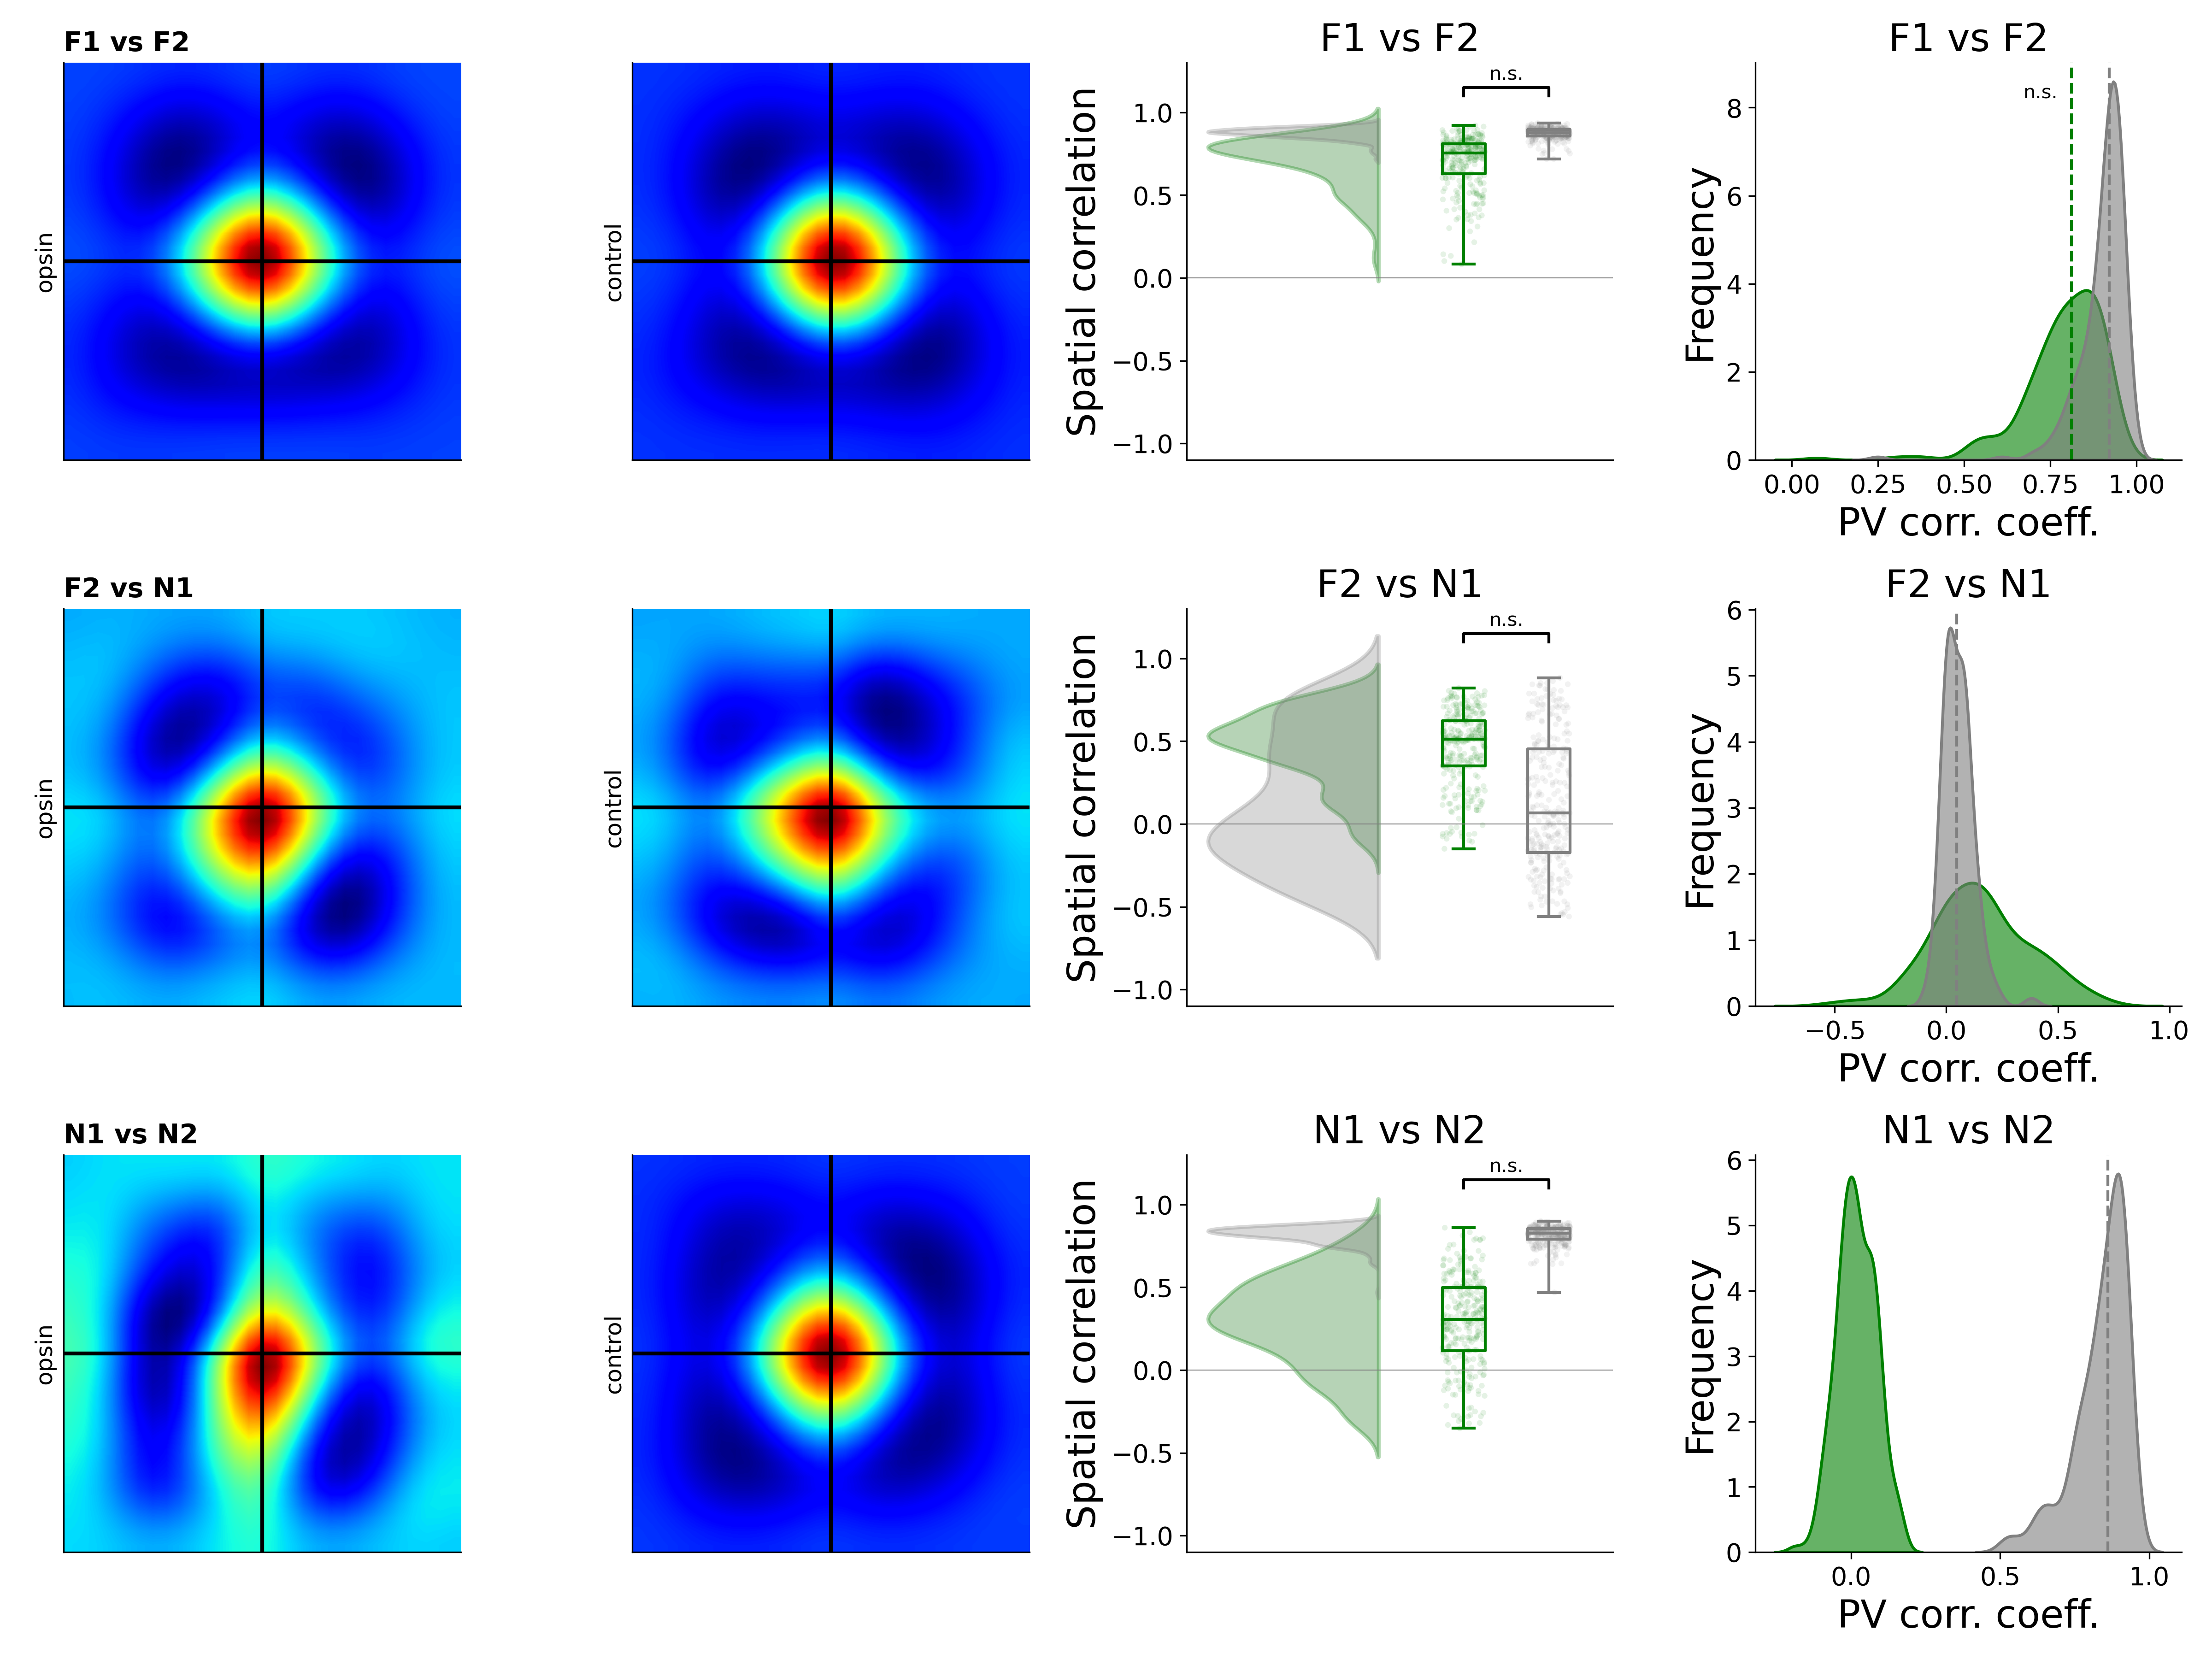 F1 vs F2
opsin
control
F1 vs F2
Spatial correlation
1.0
0.5
0.0
−0.5
−1.0
n.s.
F1 vs F2
Frequency
8
6
4
2
0
n.s.
0.00 0.25 0.50 0.75 1.00
PV corr. coeff.
F2 vs N1
opsin
control
F2 vs N1
Spatial correlation
1.0
0.5
0.0
−0.5
−1.0
n.s.
F2 vs N1
Frequency
6
5
4
3
2
1
0
−0.5 0.0 0.5 1.0
PV corr. coeff.
N1 vs N2
opsin
control
N1 vs N2
Spatial correlation
1.0
0.5
0.0
−0.5
−1.0
n.s.
N1 vs N2
Frequency
6
5
4
3
2
1
0
0.0 0.5 1.0
PV corr. coeff.